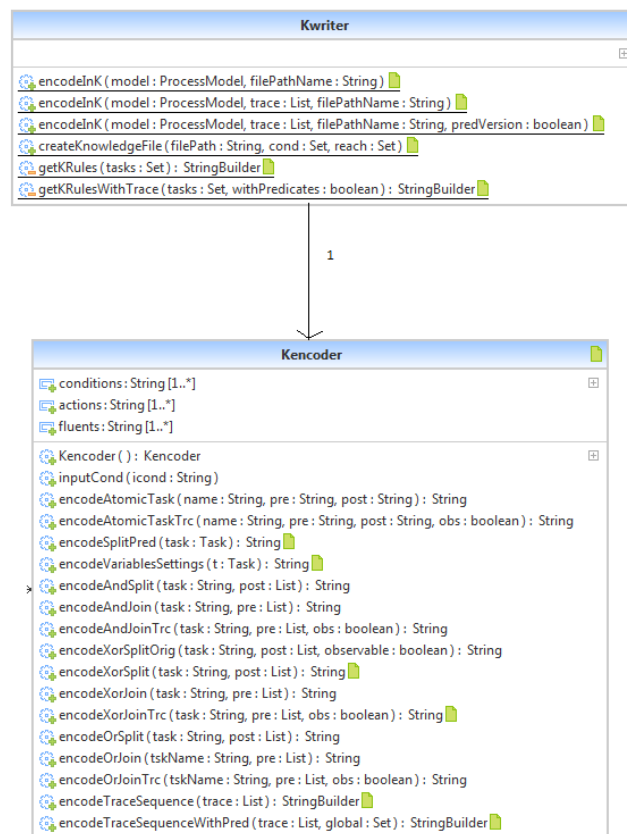 Kwriter
encodeInK ( model : ProcessModel, filePathName : String )
encodeInK ( model : ProcessModel, trace : List, filePathName : String )
encodeInK ( model : ProcessModel, trace : List, filePathName : String, predVersion : boolean )
createKnowledgeFile ( filePath : String, cond : Set, reach : Set )
getKRules ( tasks : Set ) : StringBuilder
getKRulesWithTrace ( tasks : Set, withPredicates : boolean ) : StringBuilder
1
Kencoder
conditions : String [1..*]
actions : String [1..*]
fluents : String [1..*]
Kencoder ( ) : Kencoder
inputCond ( icond : String )
encodeAtomicTask ( name : String, pre : String, post : String ) : String
encodeAtomicTaskTrc ( name : String, pre : String, post : String, obs : boolean ) : String
encodeSplitPred ( task : Task ) : String
encodeVariablesSettings ( t : Task ) : String
encodeAndSplit ( task : String, post : List ) : String
encodeAndJoin ( task : String, pre : List ) : String
encodeAndJoinTrc ( task : String, pre : List, obs : boolean ) : String
encodeXorSplitOrig ( task : String, post : List, observable : boolean ) : String
encodeXorSplit ( task : String, post : List ) : String
encodeXorJoin ( task : String, pre : List ) : String
encodeXorJoinTrc ( task : String, pre : List, obs : boolean ) : String
encodeOrSplit ( task : String, post : List ) : String
encodeOrJoin ( tskName : String, pre : List ) : String
encodeOrJoinTrc ( tskName : String, pre : List, obs : boolean ) : String
encodeTraceSequence ( trace : List ) : StringBuilder
encodeTraceSequenceWithPred ( trace : List, global : Set ) : StringBuilder